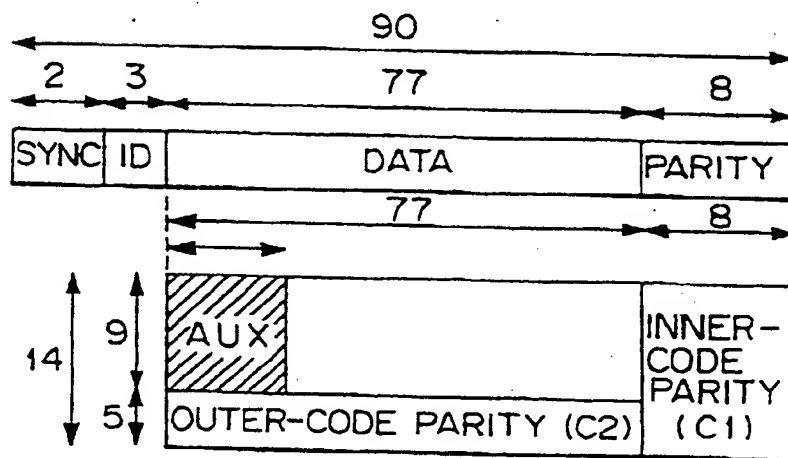 90
2 3 77 8
SYNC ID DATA PARITY
77 8
14 9 AUX INNER-
CODE
PARITY
(C1)
5 OUTER-CODE PARITY (C2)